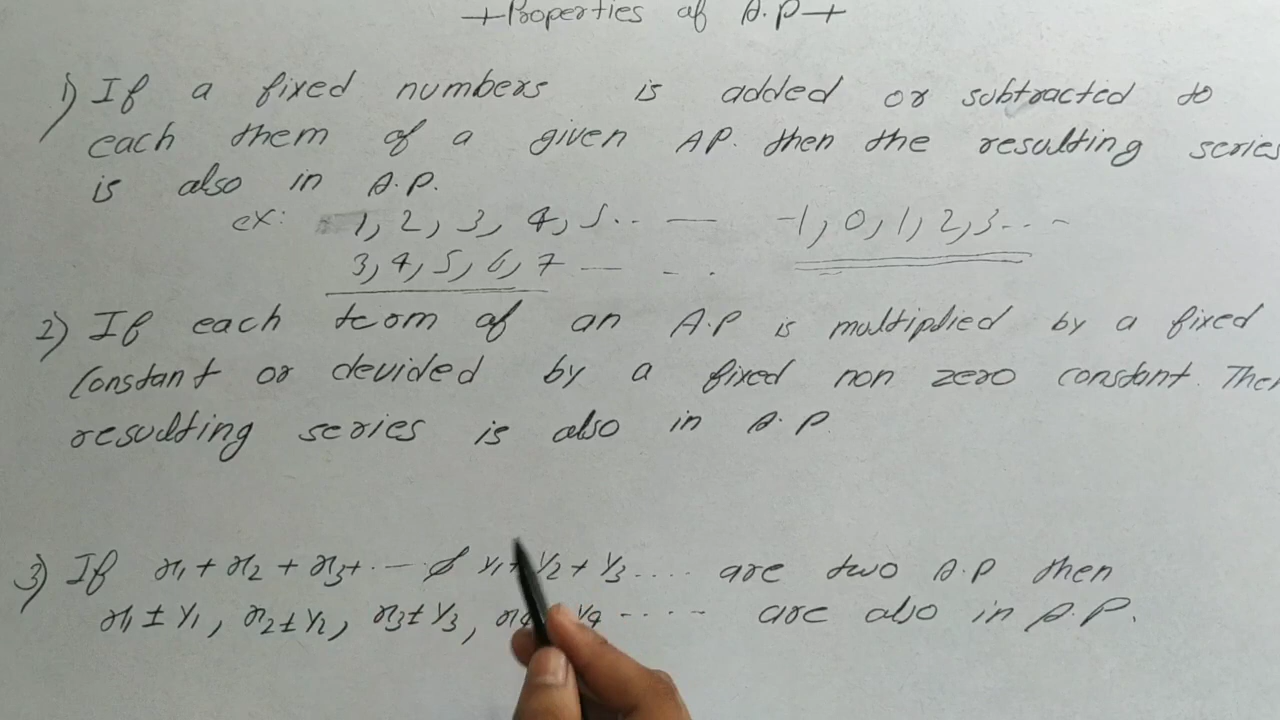 Properties of A.P
1) If a fixed numbers is added or subtracted to
each them of a given AP. then the resulting series
is also in A.P.
ex: 1, 2, 3, 4, 5.. — -1, 0, 1, 2, 3... -
3, 4, 5, 6, 7 — - .
2) If each term of an A.P is multiplied by a fixed
Constant or devided by a fixed non zero constant. The
resulting series is also in A.P
3) If x₁ + x₂ + x₃+.— & y₁+ y₂ + y₃.... are two A.P then
x₁ ± y₁, x₂±y₂, x₃± y₃, y₄ ..... are also in A.P.